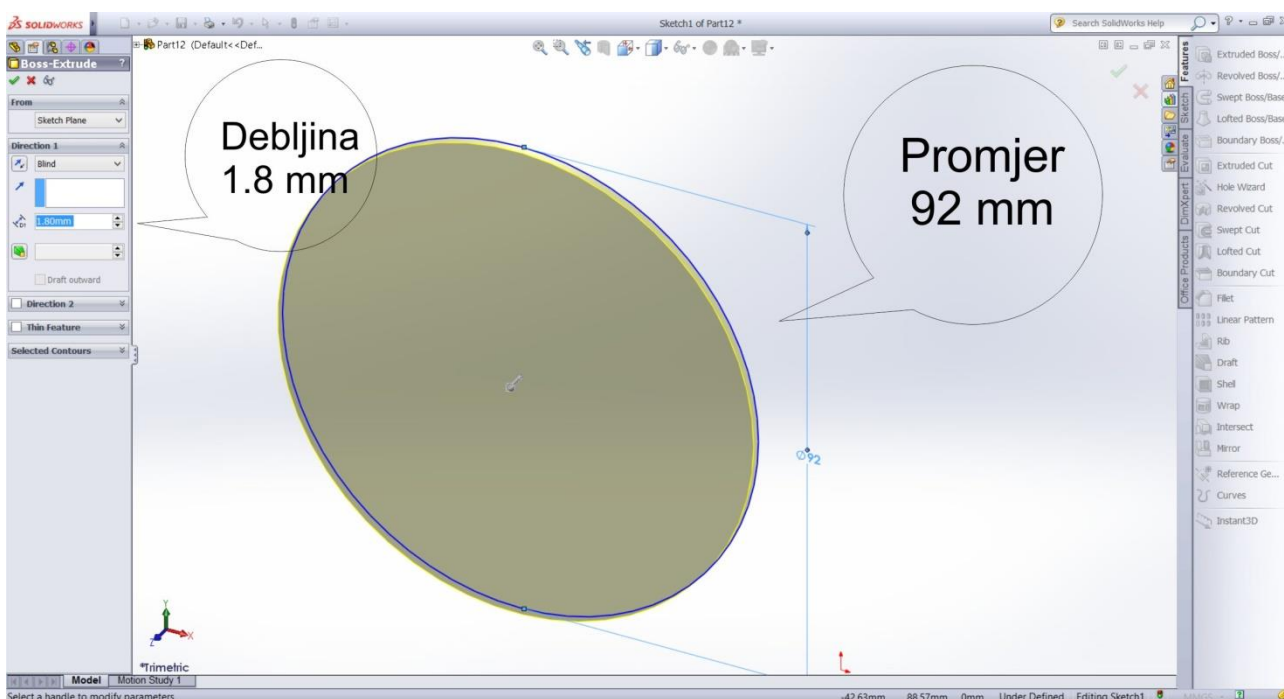 SOLIDWORKS
Sketch1 of Part12 *
Search SolidWorks Help
Boss-Extrude
?
From
Sketch Plane
Direction 1
Blind
D1
1.80mm
Draft outward
Direction 2
Thin Feature
Selected Contours
Part12 (Default<<Def...
Debljina
1.8 mm
Promjer
92 mm
Ø92
Y
X
Z
*Trimetric
Features
Sketch
Evaluate
DimXpert
Office Products
Extruded Boss/...
Revolved Boss/...
Swept Boss/Base
Lofted Boss/Base
Boundary Boss/...
Extruded Cut
Hole Wizard
Revolved Cut
Swept Cut
Lofted Cut
Boundary Cut
Fillet
Linear Pattern
Rib
Draft
Shell
Wrap
Intersect
Mirror
Reference Ge...
Curves
Instant3D
Model
Motion Study 1
Select a handle to modify parameters
-42.63mm 88.57mm 0mm Under Defined Editing Sketch1